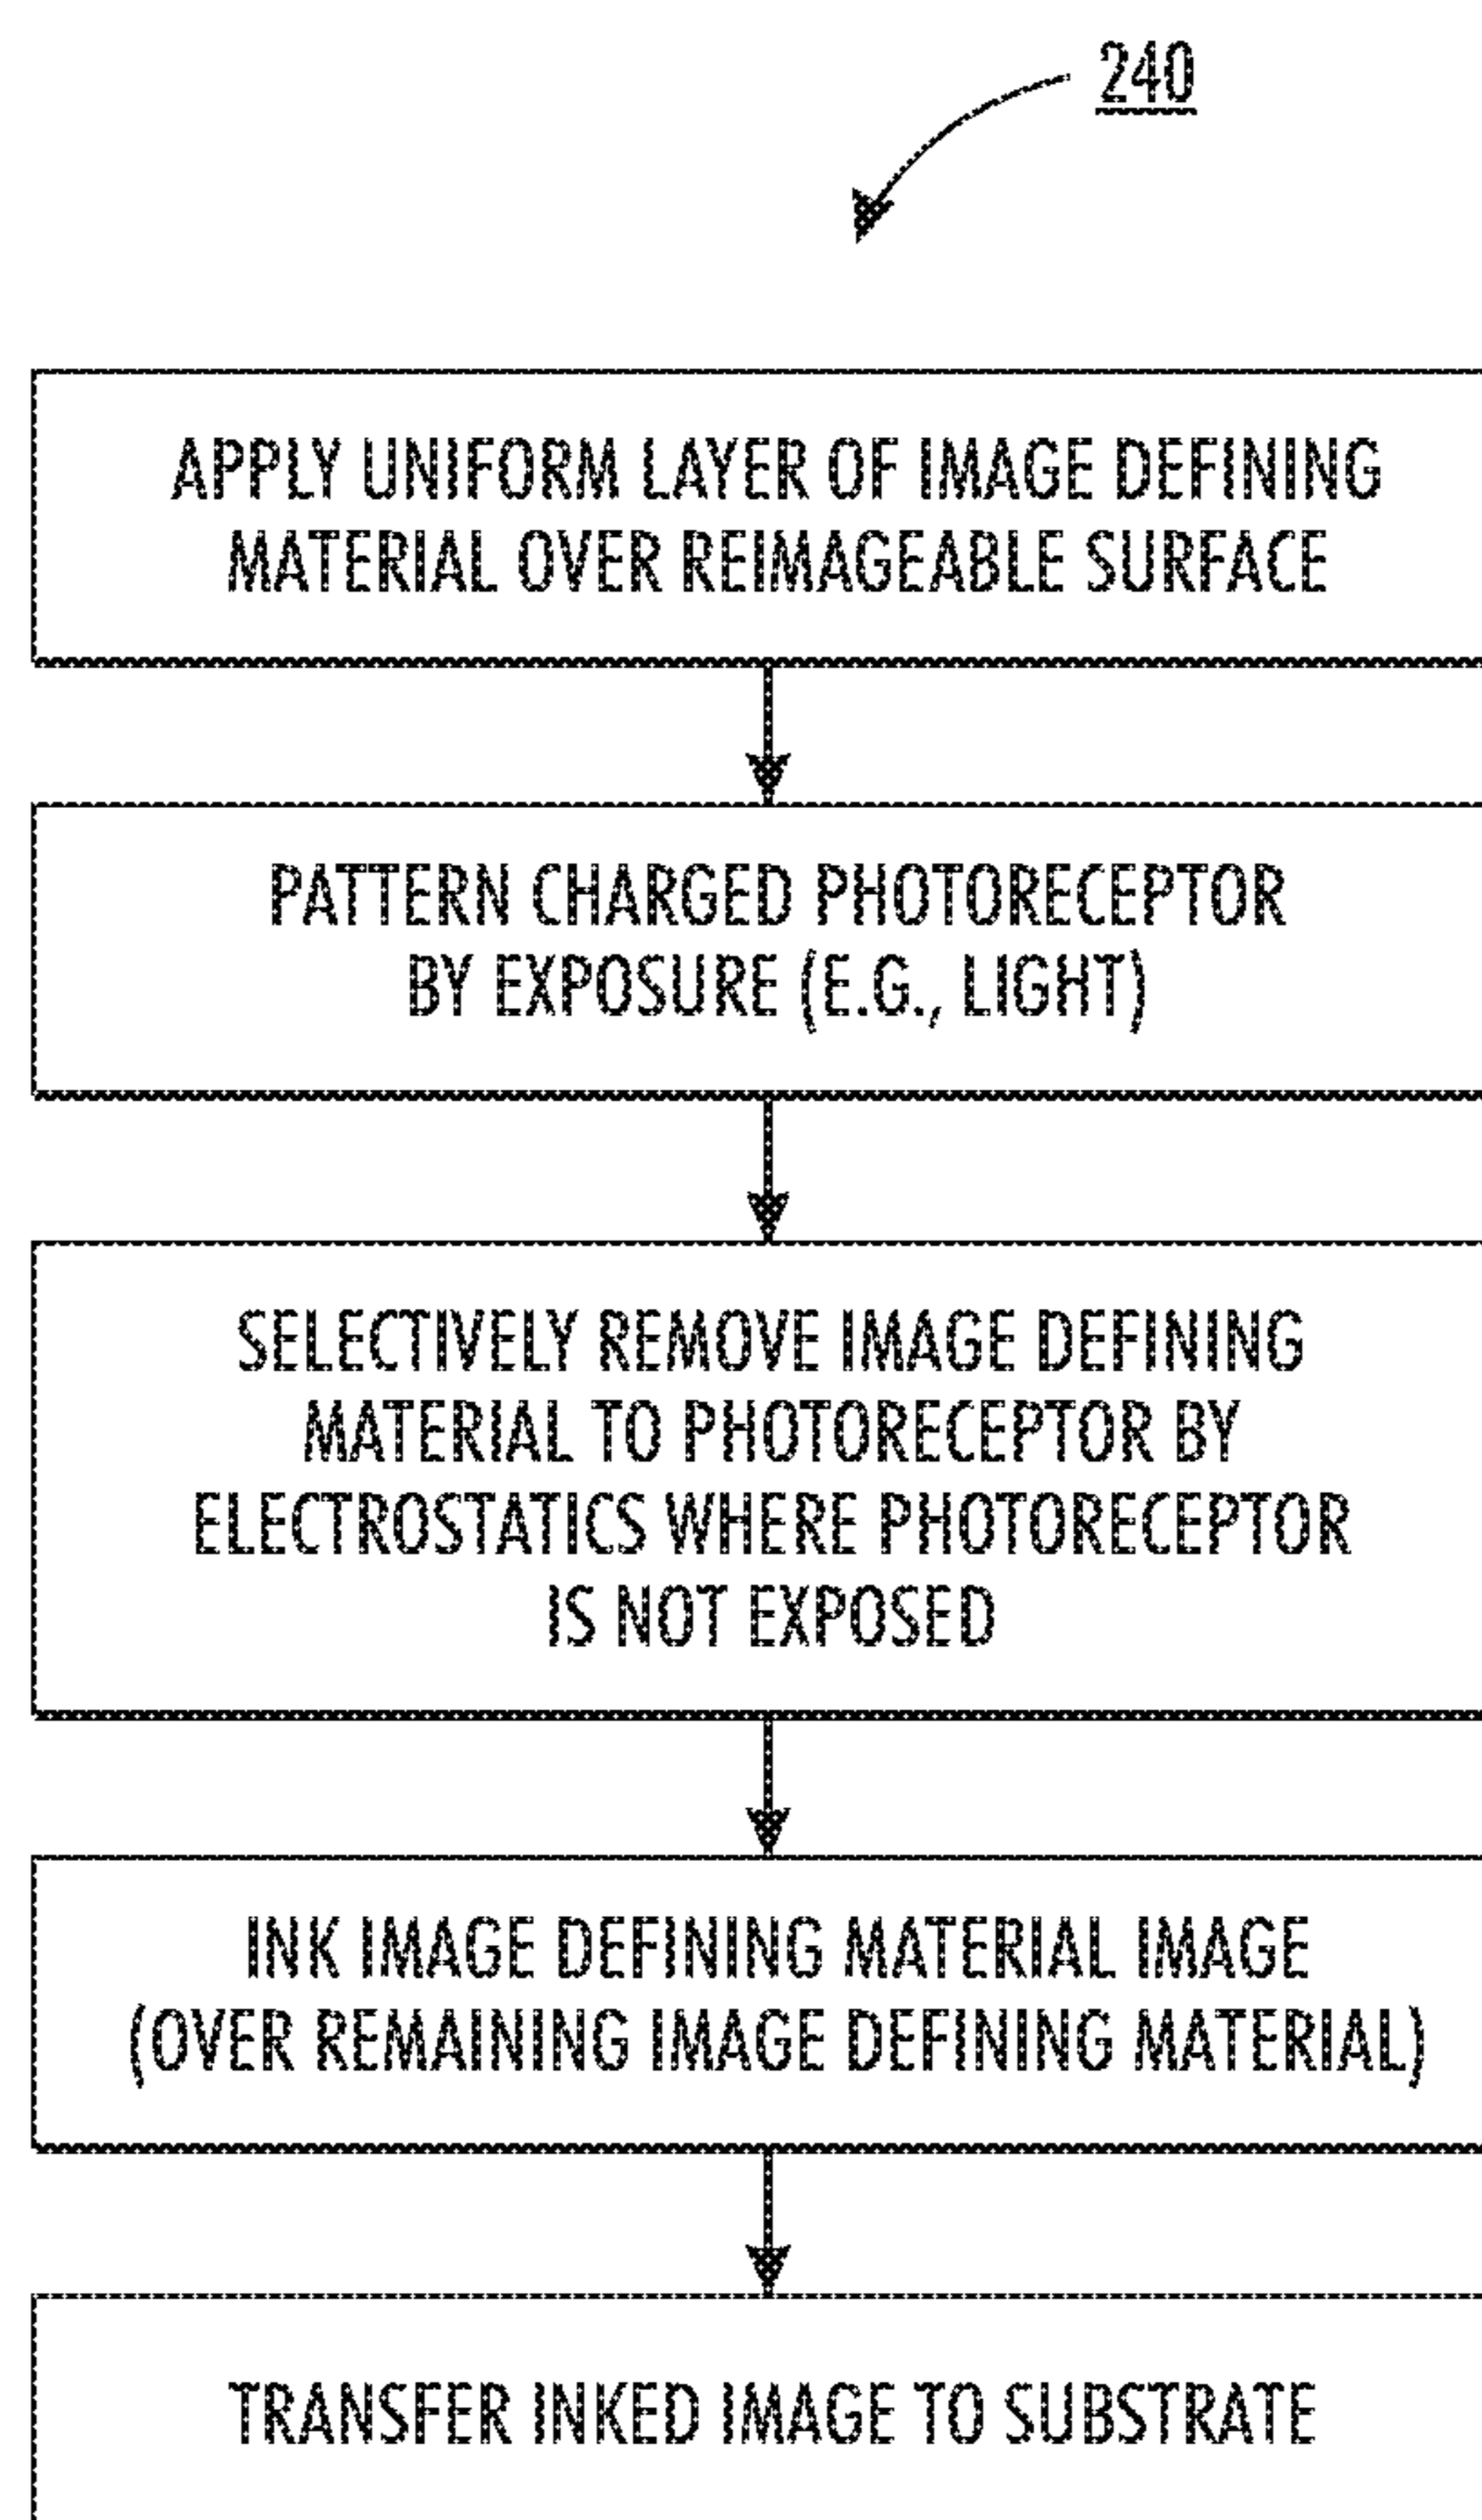 240
APPLY UNIFORM LAYER OF IMAGE DEFINING
MATERIAL OVER REIMAGEABLE SURFACE
PATTERN CHARGED PHOTORECEPTOR
BY EXPOSURE (E.G., LIGHT)
SELECTIVELY REMOVE IMAGE DEFINING
MATERIAL TO PHOTORECEPTOR BY
ELECTROSTATICS WHERE PHOTORECEPTOR
IS NOT EXPOSED
INK IMAGE DEFINING MATERIAL IMAGE
(OVER REMAINING IMAGE DEFINING MATERIAL)
TRANSFER INKED IMAGE TO SUBSTRATE